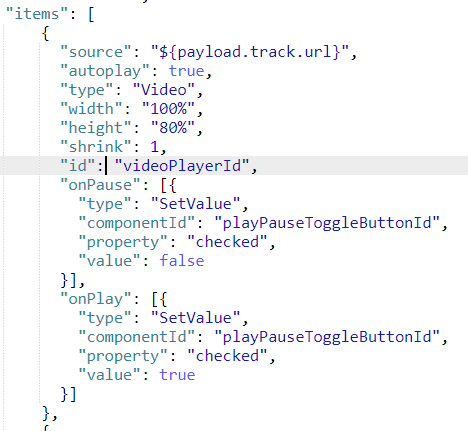 "items": [
{
"source": "${payload.track.url}",
"autoplay": true,
"type": "Video",
"width": "100%",
"height": "80%",
"shrink": 1,
"id": "videoPlayerId",
"onPause": [{
"type": "SetValue",
"componentId": "playPauseToggleButtonId",
"property": "checked",
"value": false
}],
"onPlay": [{
"type": "SetValue",
"componentId": "playPauseToggleButtonId",
"property": "checked",
"value": true
}]
},